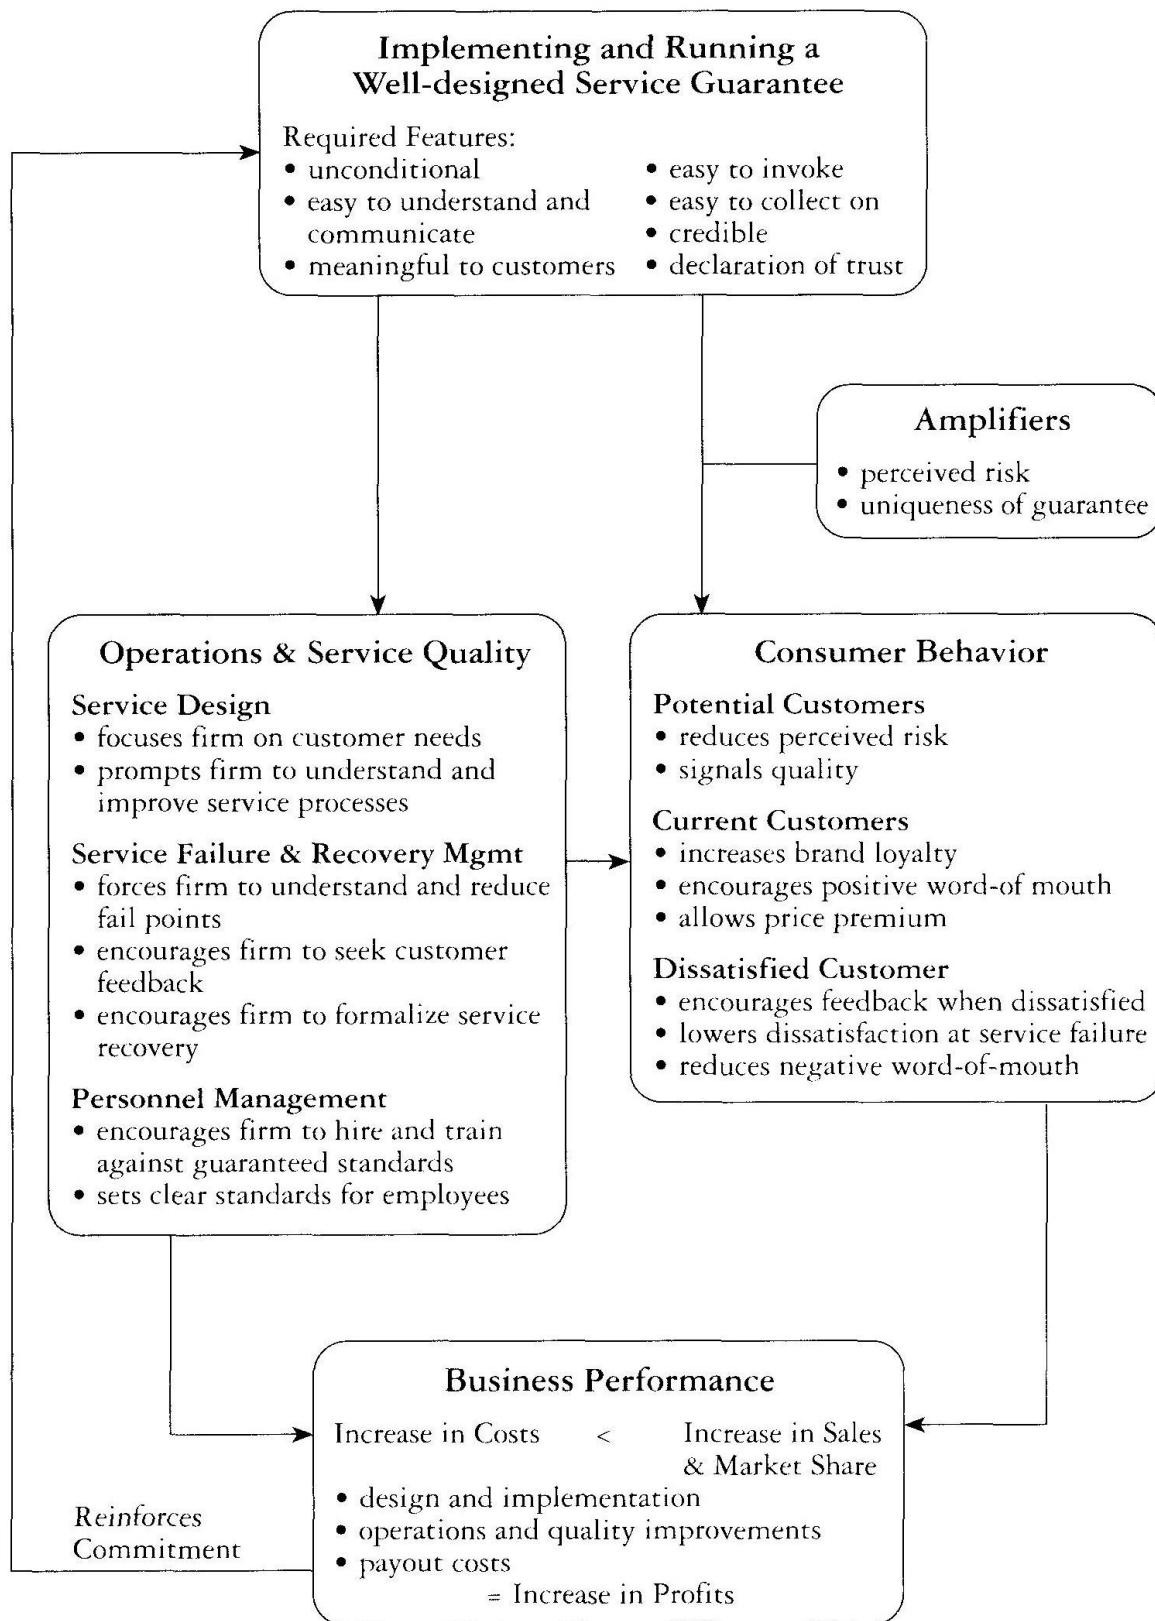 Implementing and Running a
Well-designed Service Guarantee
Required Features:
• unconditional
• easy to understand and
communicate
• meaningful to customers
• easy to invoke
• easy to collect on
• credible
• declaration of trust
Amplifiers
• perceived risk
• uniqueness of guarantee
Operations & Service Quality
Service Design
• focuses firm on customer needs
• prompts firm to understand and
improve service processes
Service Failure & Recovery Mgmt
• forces firm to understand and reduce
fail points
• encourages firm to seek customer
feedback
• encourages firm to formalize service
recovery
Personnel Management
• encourages firm to hire and train
against guaranteed standards
• sets clear standards for employees
Consumer Behavior
Potential Customers
• reduces perceived risk
• signals quality
Current Customers
• increases brand loyalty
• encourages positive word-of mouth
• allows price premium
Dissatisfied Customer
• encourages feedback when dissatisfied
• lowers dissatisfaction at service failure
• reduces negative word-of-mouth
Business Performance
Increase in Costs < Increase in Sales
& Market Share
• design and implementation
• operations and quality improvements
• payout costs
= Increase in Profits
Reinforces
Commitment